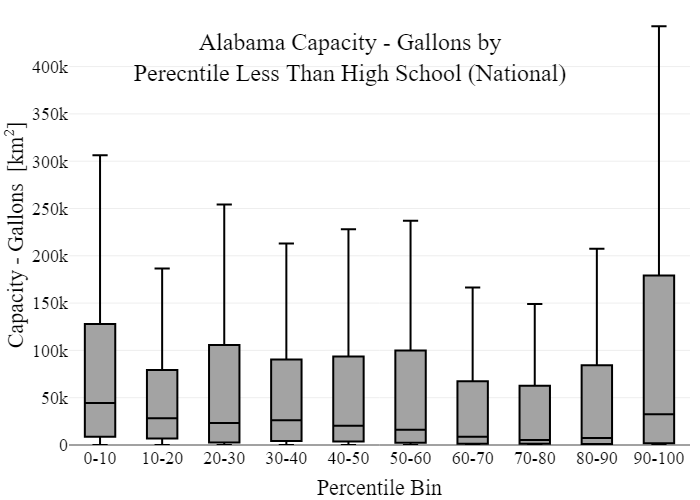 Alabama Capacity - Gallons by
Perecntile Less Than High School (National)
Capacity - Gallons [km²]
400k
350k
300k
250k
200k
150k
100k
50k
0
0-10 10-20 20-30 30-40 40-50 50-60 60-70 70-80 80-90 90-100
Percentile Bin